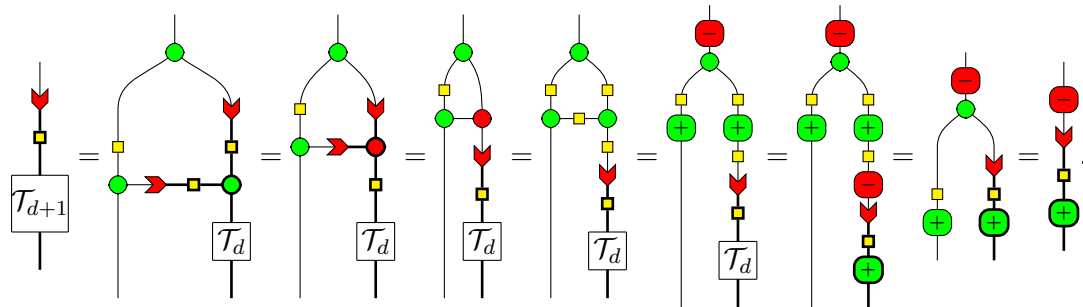 𝒯_{d+1} = 𝒯_d = 𝒯_d = 𝒯_d = 𝒯_d = − + + 𝒯_d = − + + − + = − + + = − + .